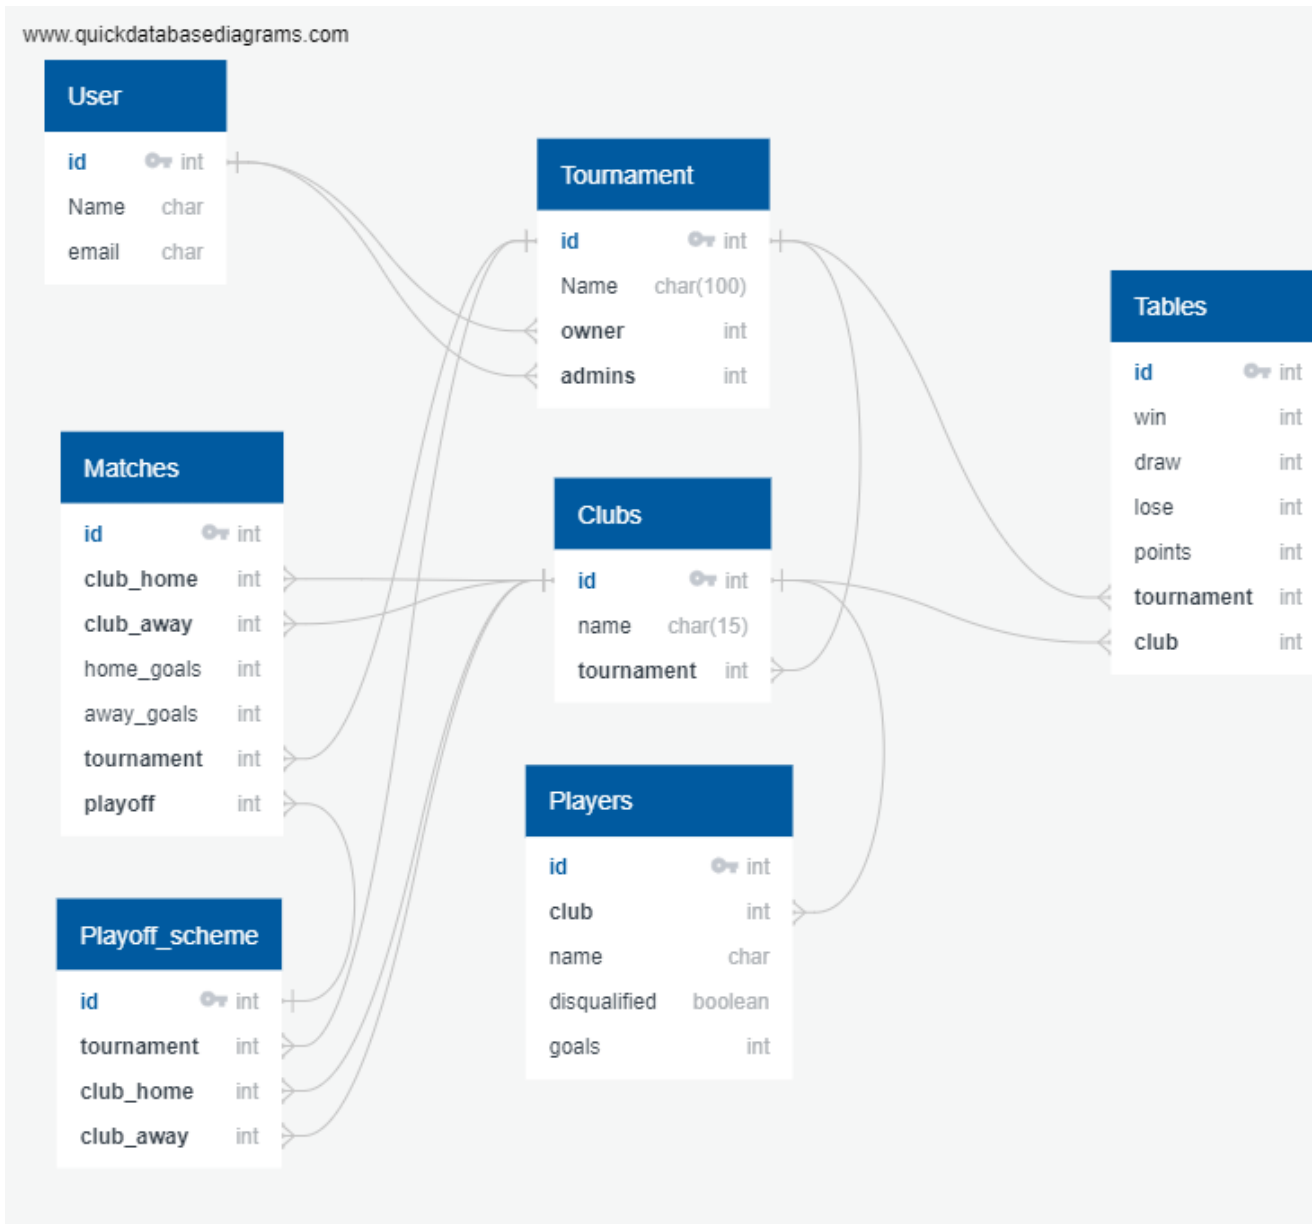 www.quickdatabasediagrams.com
User
id int
Name char
email char
Tournament
id int
Name char(100)
owner int
admins int
Tables
id int
win int
draw int
lose int
points int
tournament int
club int
Matches
id int
club_home int
club_away int
home_goals int
away_goals int
tournament int
playoff int
Clubs
id int
name char(15)
tournament int
Players
id int
club int
name char
disqualified boolean
goals int
Playoff_scheme
id int
tournament int
club_home int
club_away int